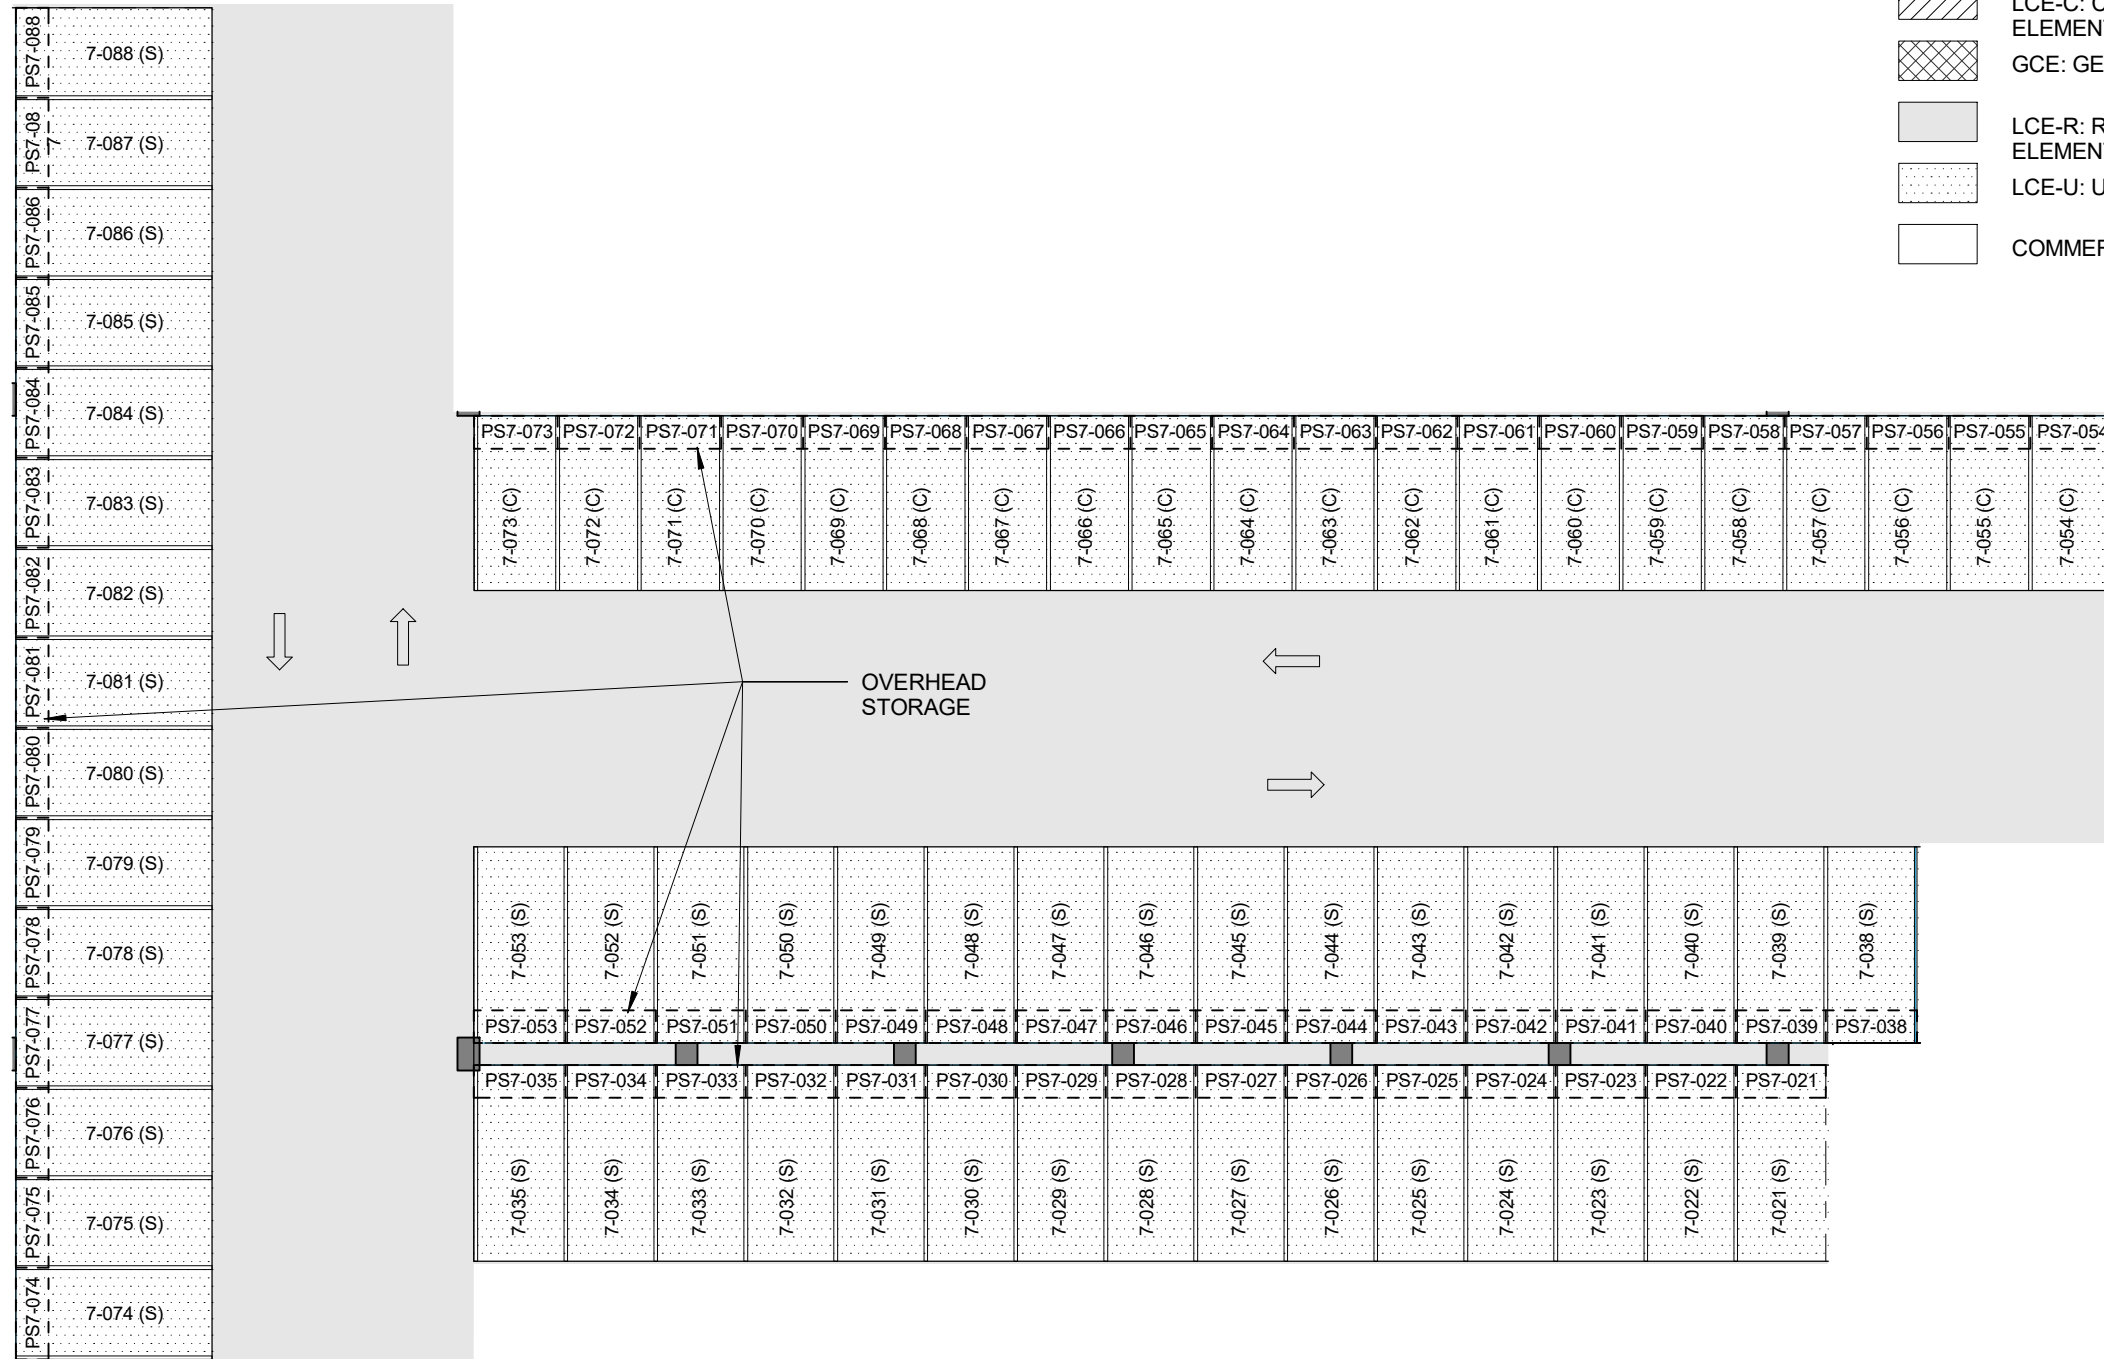 LCE-C: C
ELEMEN
GCE: GE
LCE-R: R
ELEMEN
LCE-U: U
COMMER
PS7-088
7-088 (S)
PS7-08
7
7-087 (S)
PS7-086
7-086 (S)
PS7-085
7-085 (S)
PS7-084
7-084 (S)
PS7-083
7-083 (S)
PS7-082
7-082 (S)
PS7-081
7-081 (S)
PS7-080
7-080 (S)
PS7-079
7-079 (S)
PS7-078
7-078 (S)
PS7-077
7-077 (S)
PS7-076
7-076 (S)
PS7-075
7-075 (S)
PS7-074
7-074 (S)
PS7-073 PS7-072 PS7-071 PS7-070 PS7-069 PS7-068 PS7-067 PS7-066 PS7-065 PS7-064 PS7-063 PS7-062 PS7-061 PS7-060 PS7-059 PS7-058 PS7-057 PS7-056 PS7-055 PS7-054
7-073 (C)
7-072 (C)
7-071 (C)
7-070 (C)
7-069 (C)
7-068 (C)
7-067 (C)
7-066 (C)
7-065 (C)
7-064 (C)
7-063 (C)
7-062 (C)
7-061 (C)
7-060 (C)
7-059 (C)
7-058 (C)
7-057 (C)
7-056 (C)
7-055 (C)
7-054 (C)
OVERHEAD
STORAGE
7-053 (S)
7-052 (S)
7-051 (S)
7-050 (S)
7-049 (S)
7-048 (S)
7-047 (S)
7-046 (S)
7-045 (S)
7-044 (S)
7-043 (S)
7-042 (S)
7-041 (S)
7-040 (S)
7-039 (S)
7-038 (S)
PS7-053 PS7-052 PS7-051 PS7-050 PS7-049 PS7-048 PS7-047 PS7-046 PS7-045 PS7-044 PS7-043 PS7-042 PS7-041 PS7-040 PS7-039 PS7-038
PS7-035 PS7-034 PS7-033 PS7-032 PS7-031 PS7-030 PS7-029 PS7-028 PS7-027 PS7-026 PS7-025 PS7-024 PS7-023 PS7-022 PS7-021
7-035 (S)
7-034 (S)
7-033 (S)
7-032 (S)
7-031 (S)
7-030 (S)
7-029 (S)
7-028 (S)
7-027 (S)
7-026 (S)
7-025 (S)
7-024 (S)
7-023 (S)
7-022 (S)
7-021 (S)